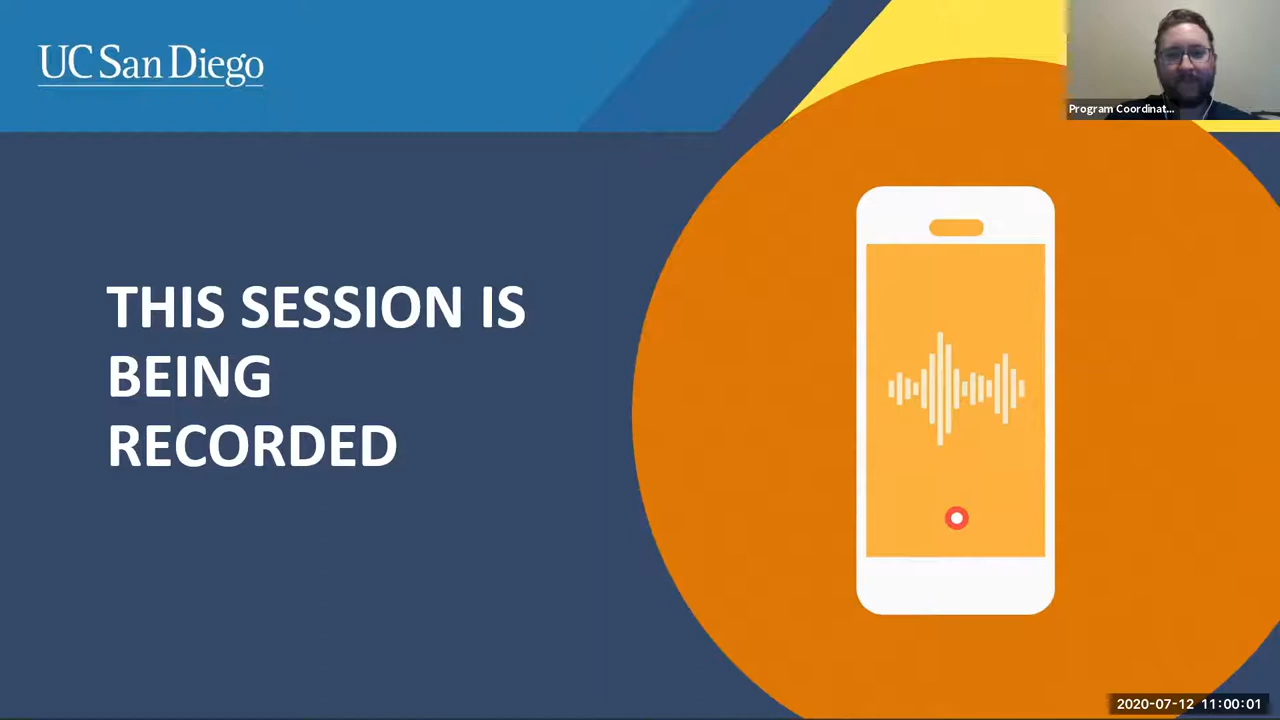 UC San Diego
Program Coordinat...
THIS SESSION IS
BEING
RECORDED
2020-07-12 11:00:01